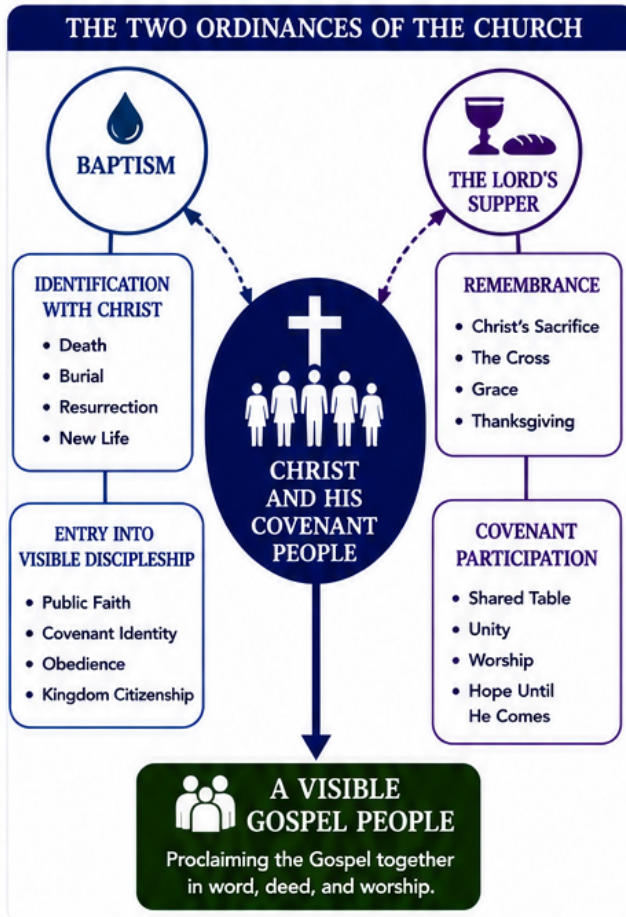 THE TWO ORDINANCES OF THE CHURCH
BAPTISM
IDENTIFICATION
WITH CHRIST
• Death
• Burial
• Resurrection
• New Life
ENTRY INTO
VISIBLE DISCIPLESHIP
• Public Faith
• Covenant Identity
• Obedience
• Kingdom Citizenship
CHRIST
AND HIS
COVENANT
PEOPLE
THE LORD'S
SUPPER
REMEMBRANCE
• Christ's Sacrifice
• The Cross
• Grace
• Thanksgiving
COVENANT
PARTICIPATION
• Shared Table
• Unity
• Worship
• Hope Until
He Comes
A VISIBLE
GOSPEL PEOPLE
Proclaiming the Gospel together
in word, deed, and worship.